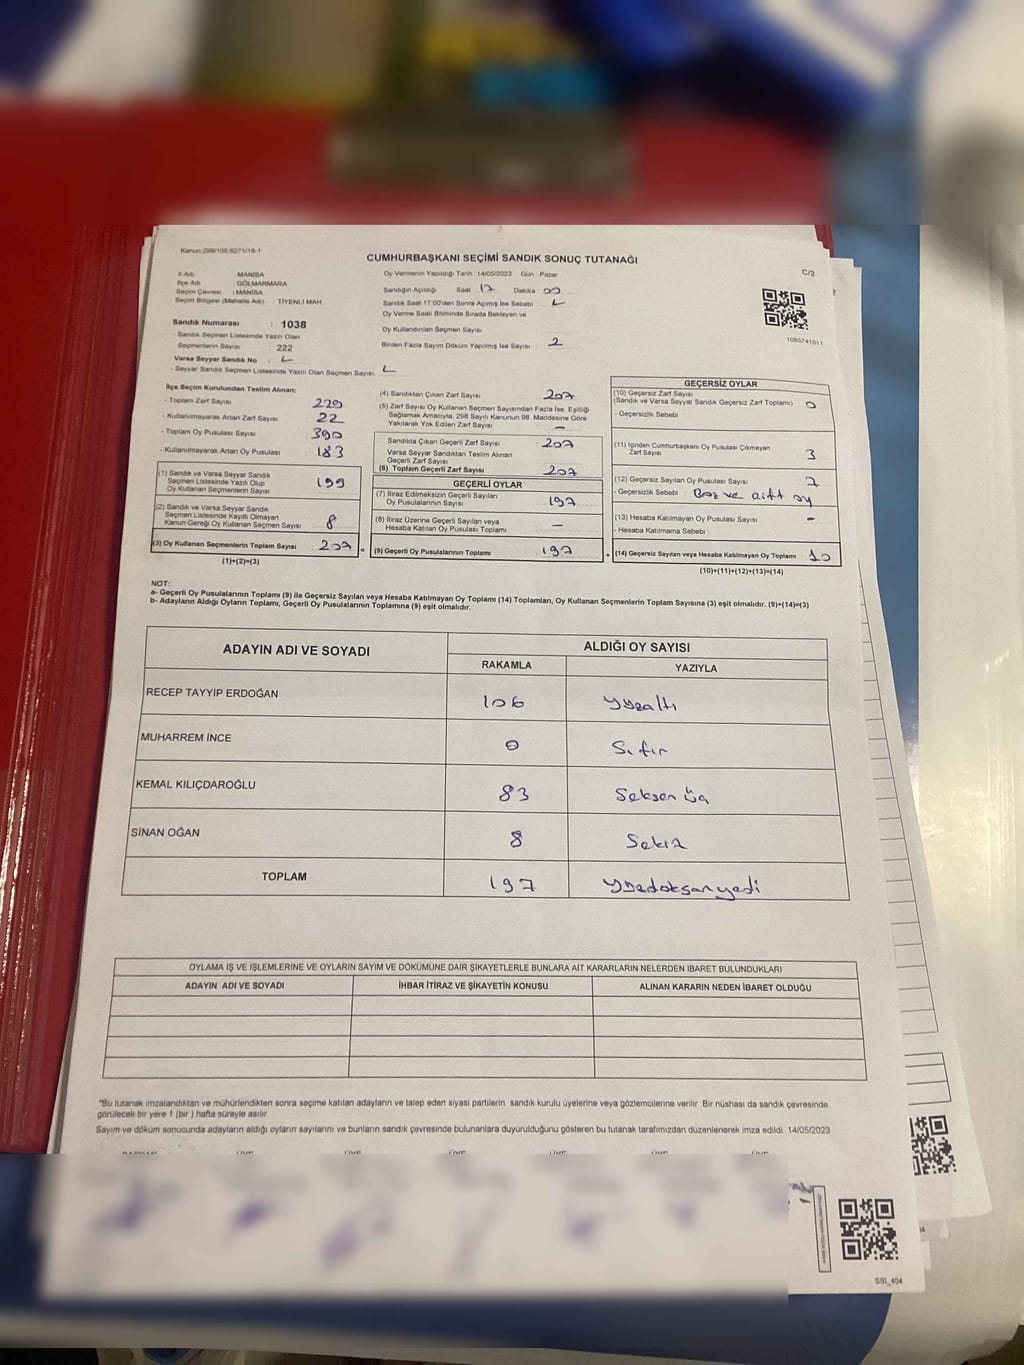 Kanun:298/105;6271/18-1
CUMHURBAŞKANI SEÇİMİ SANDIK SONUÇ TUTANAĞI
C/2
İl Adı : MANİSA
İlçe Adı : GÖLMARMARA
Seçim Çevresi : MANİSA
Seçim Bölgesi (Mahalle Adı) : TİYENLİ MAH
Sandık Numarası : 1038
- Sandık Seçmen Listesinde Yazılı Olan
Seçmenlerin Sayısı : 222
Varsa Seyyar Sandık No :
- Seyyar Sandık Seçmen Listesinde Yazılı Olan Seçmen Sayısı:
Oy Vermenin Yapıldığı Tarih : 14/05/2023 Gün : Pazar
Sandığın Açıldığı Saat 17 Dakika 00
Sandık Saat 17:00'den Sonra Açımış İse Sebebi
Oy Verme Saati Bitiminde Sırada Bekleyen ve
Oy Kullandırılan Seçmen Sayısı
Birden Fazla Sayım Döküm Yapılmış İse Sayısı 2
1093741011
İlçe Seçim Kurulundan Teslim Alınan:
- Toplam Zarf Sayısı 229
- Kullanılmayarak Artan Zarf Sayısı 22
- Toplam Oy Pusulası Sayısı 390
- Kullanılmayarak Artan Oy Pusulası 183
(1) Sandık ve Varsa Seyyar Sandık
Seçmen Listesinde Yazılı Olup
Oy Kullanan Seçmenlerin Sayısı 199
(2) Sandık ve Varsa Seyyar Sandık
Seçmen Listesinde Kayıtlı Olmayan
Kanun Gereği Oy Kullanan Seçmen Sayısı 8
(3) Oy Kullanan Seçmenlerin Toplam Sayısı 207 =
(1)+(2)=(3)
(4) Sandıktan Çıkan Zarf Sayısı 207
(5) Zarf Sayısı Oy Kullanan Seçmen Sayısından Fazla İse, Eşitliği
Sağlamak Amacıyla, 298 Sayılı Kanunun 98. Maddesine Göre
Yakılarak Yok Edilen Zarf Sayısı —
Sandıkta Çıkan Geçerli Zarf Sayısı 207
Varsa Seyyar Sandıktan Teslim Alınan
Geçerli Zarf Sayısı
(6) Toplam Geçerli Zarf Sayısı 207
GEÇERLİ OYLAR
(7) İtiraz Edilmeksizin Geçerli Sayılan
Oy Pusulalarının Sayısı 197
(8) İtiraz Üzerine Geçerli Sayılan veya
Hesaba Katılan Oy Pusulası Toplamı —
(9) Geçerli Oy Pusulalarının Toplamı 197 +
GEÇERSİZ OYLAR
(10) Geçersiz Zarf Sayısı
(Sandık ve Varsa Seyyar Sandık Geçersiz Zarf Toplamı) 0
- Geçersizlik Sebebi
(11) İçinden Cumhurbaşkanı Oy Pusulası Çıkmayan
Zarf Sayısı 3
(12) Geçersiz Sayılan Oy Pusulası Sayısı 7
- Geçersizlik Sebebi : Boş ve çift oy
(13) Hesaba Katılmayan Oy Pusulası Sayısı —
- Hesaba Katılmama Sebebi
(14) Geçersiz Sayılan veya Hesaba Katılmayan Oy Toplamı 10
(10)+(11)+(12)+(13)=(14)
NOT:
a- Geçerli Oy Pusulalarının Toplamı (9) ile Geçersiz Sayılan veya Hesaba Katılmayan Oy Toplamı (14) Toplamları, Oy Kullanan Seçmenlerin Toplam Sayısına (3) eşit olmalıdır. (9)+(14)=(3)
b- Adayların Aldığı Oyların Toplamı, Geçerli Oy Pusulalarının Toplamına (9) eşit olmalıdır.
ADAYIN ADI VE SOYADI
ALDIĞI OY SAYISI
RAKAMLA YAZIYLA
RECEP TAYYİP ERDOĞAN 106 Yüzaltı
MUHARREM İNCE 0 Sıfır
KEMAL KILIÇDAROĞLU 83 Seksen üç
SİNAN OĞAN 8 Sekiz
TOPLAM 197 Yüzdoksanyedi
OYLAMA İŞ VE İŞLEMLERİNE VE OYLARIN SAYIM VE DÖKÜMÜNE DAİR ŞİKAYETLERLE BUNLARA AİT KARARLARIN NELERDEN İBARET BULUNDUKLARI
ADAYIN ADI VE SOYADI İHBAR İTİRAZ VE ŞİKAYETİN KONUSU ALINAN KARARIN NEDEN İBARET OLDUĞU
"Bu tutanak imzalandıktan ve mühürlendikten sonra seçime katılan adayların ve talep eden siyasi partilerin sandık kurulu üyelerine veya gözlemcilerine verilir. Bir nüshası da sandık çevresinde
görülecek bir yere 1 (bir ) hafta süreyle asılır.
Sayım ve döküm sonucunda adayların aldığı oyların sayılarını ve bunların sandık çevresinde bulunanlara duyurulduğunu gösteren bu tutanak tarafımızdan düzenlenerek imza edildi. 14/05/2023
SSI_404